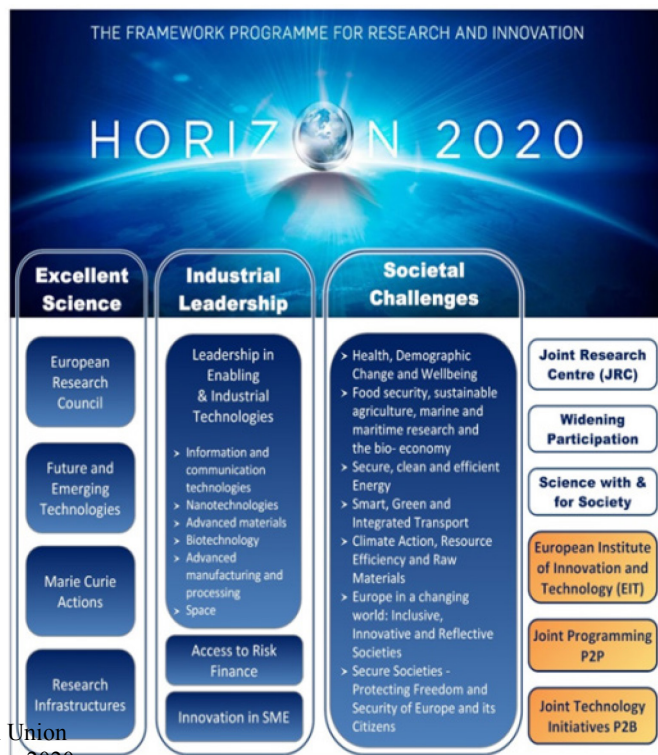 THE FRAMEWORK PROGRAMME FOR RESEARCH AND INNOVATION
HORIZON 2020
Excellent
Science
European
Research
Council
Future and
Emerging
Technologies
Marie Curie
Actions
Research
Infrastructures
Industrial
Leadership
Leadership in
Enabling
& Industrial
Technologies
➢ Information and
communication
technologies
➢ Nanotechnologies
➢ Advanced materials
➢ Biotechnology
➢ Advanced
manufacturing and
processing
➢ Space
Access to Risk
Finance
Innovation in SME
Societal
Challenges
➢ Health, Demographic
Change and Wellbeing
➢ Food security, sustainable
agriculture, marine and
maritime research and
the bio- economy
➢ Secure, clean and efficient
Energy
➢ Smart, Green and
Integrated Transport
➢ Climate Action, Resource
Efficiency and Raw
Materials
➢ Europe in a changing
world: Inclusive,
Innovative and Reflective
Societies
➢ Secure Societies -
Protecting Freedom and
Security of Europe and its
Citizens
Joint Research
Centre (JRC)
Widening
Participation
Science with &
for Society
European Institute
of Innovation and
Technology (EIT)
Joint Programming
P2P
Joint Technology
Initiatives P2B
Union
2020